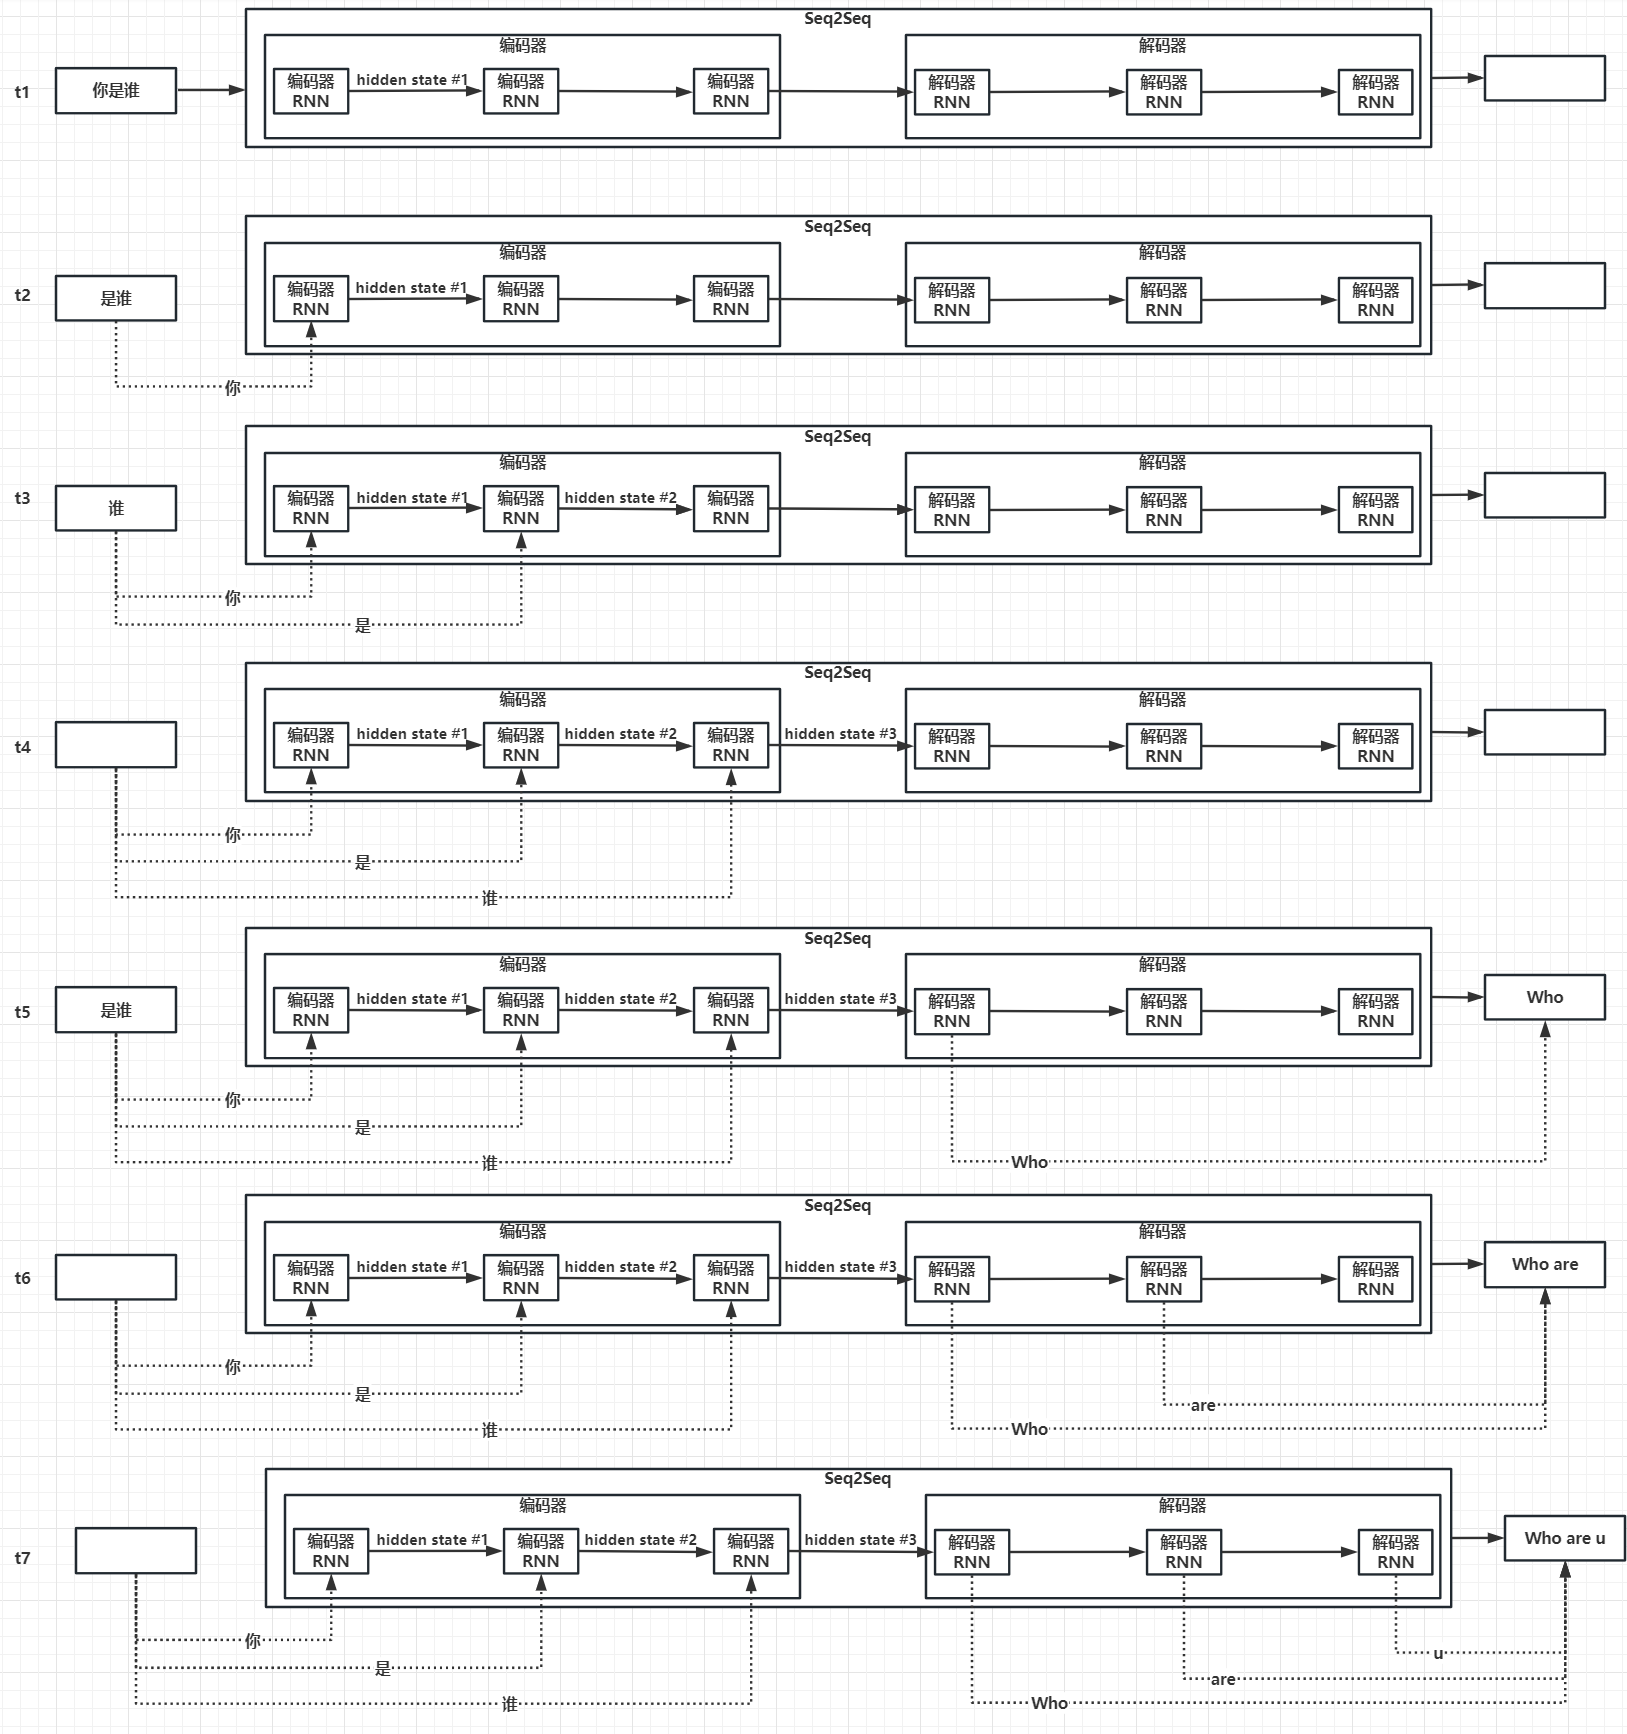 Seq2Seq
编码器
解码器
t1
你是谁
编码器
RNN
hidden state #1
编码器
RNN
编码器
RNN
解码器
RNN
解码器
RNN
解码器
RNN
Seq2Seq
编码器
解码器
t2
是谁
编码器
RNN
hidden state #1
编码器
RNN
编码器
RNN
解码器
RNN
解码器
RNN
解码器
RNN
你
Seq2Seq
编码器
解码器
t3
谁
编码器
RNN
hidden state #1
编码器
RNN
hidden state #2
编码器
RNN
解码器
RNN
解码器
RNN
解码器
RNN
你
是
Seq2Seq
编码器
解码器
t4
编码器
RNN
hidden state #1
编码器
RNN
hidden state #2
编码器
RNN
hidden state #3
解码器
RNN
解码器
RNN
解码器
RNN
你
是
谁
Seq2Seq
编码器
解码器
t5
是谁
编码器
RNN
hidden state #1
编码器
RNN
hidden state #2
编码器
RNN
hidden state #3
解码器
RNN
解码器
RNN
解码器
RNN
Who
你
是
谁
Who
Seq2Seq
编码器
解码器
t6
编码器
RNN
hidden state #1
编码器
RNN
hidden state #2
编码器
RNN
hidden state #3
解码器
RNN
解码器
RNN
解码器
RNN
Who are
你
是
are
谁
Who
Seq2Seq
编码器
解码器
t7
编码器
RNN
hidden state #1
编码器
RNN
hidden state #2
编码器
RNN
hidden state #3
解码器
RNN
解码器
RNN
解码器
RNN
Who are u
你
u
是
are
谁
Who